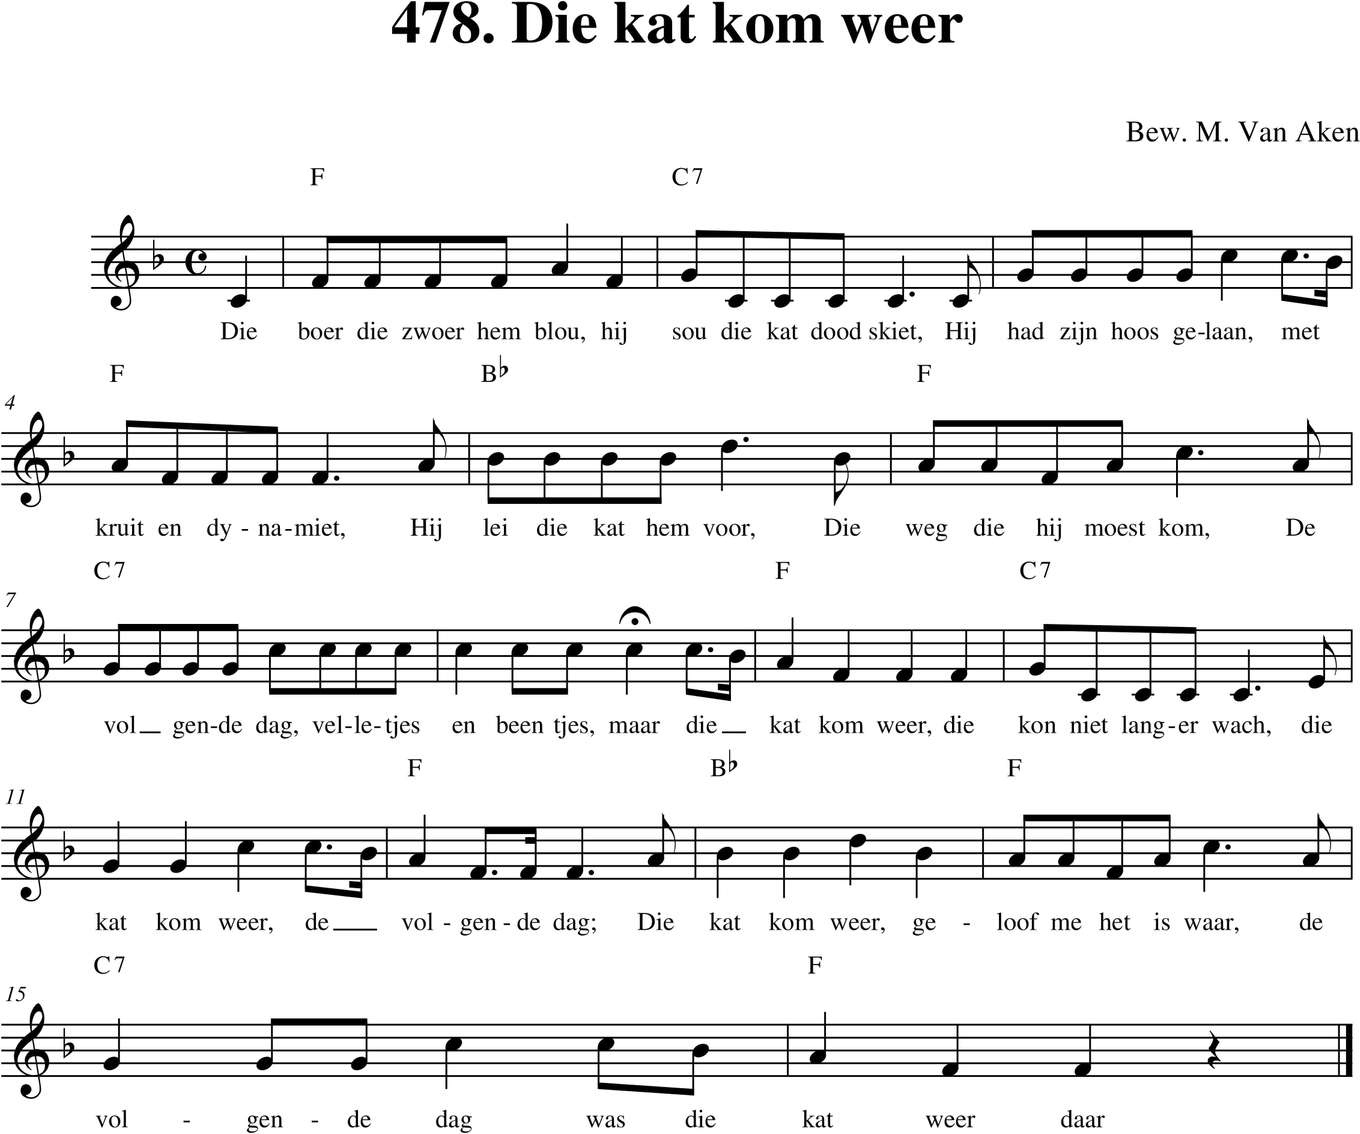 478. Die kat kom weer
Bew. M. Van Aken
F C7
Die boer die zwoer hem blou, hij sou die kat dood skiet, Hij had zijn hoos ge-laan, met
F Bb F
4
kruit en dy - na-miet, Hij lei die kat hem voor, Die weg die hij moest kom, De
C7 F C7
7
vol _ gen-de dag, vel-le-tjes en been tjes, maar die _ kat kom weer, die kon niet lang-er wach, die
F B♭ F
11
kat kom weer, de _ vol - gen - de dag; Die kat kom weer, ge - loof me het is waar, de
C7 F
15
vol - gen - de dag was die kat weer daar